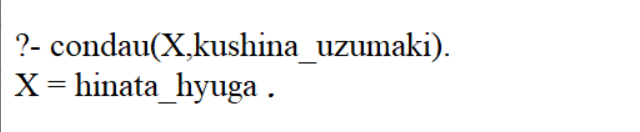 ?- condau(X,kushina_uzumaki).
X = hinata_hyuga .